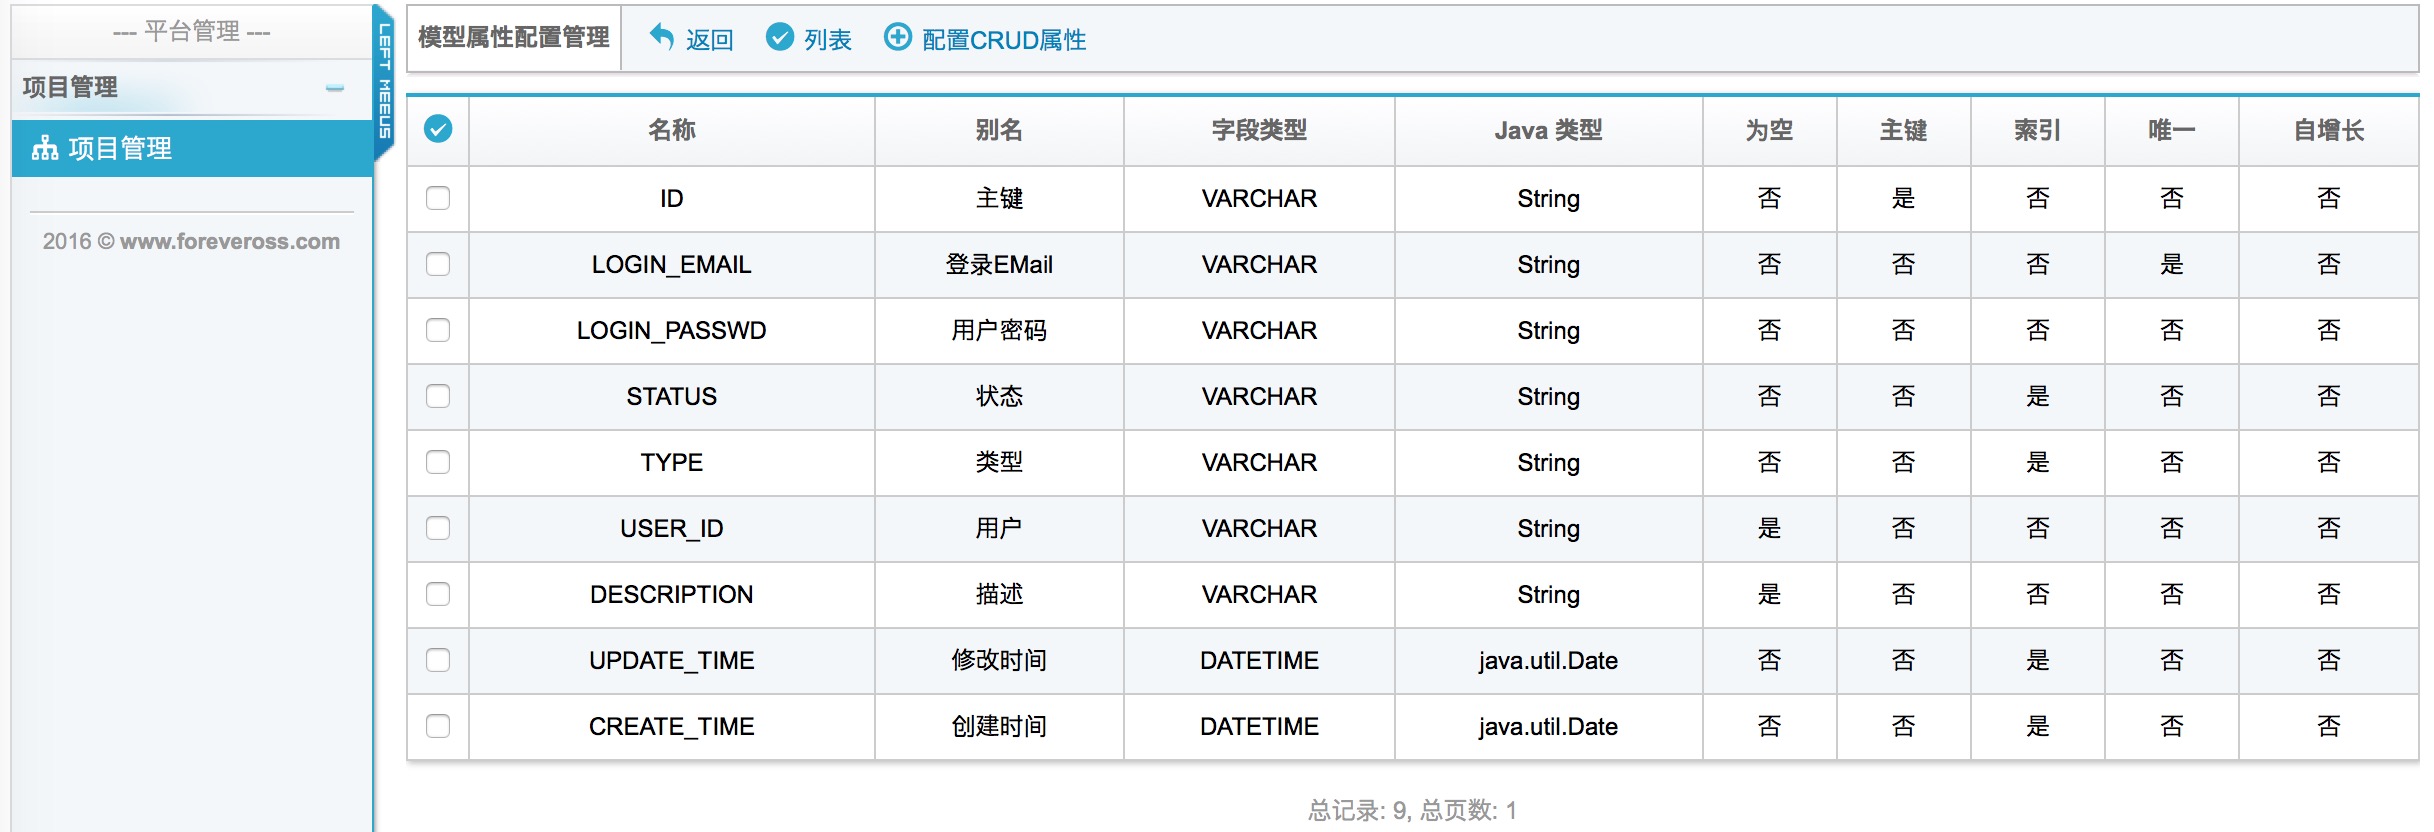 --- 平台管理 ---
项目管理
项目管理
2016 © www.foreveross.com
LEFT MEEUS
模型属性配置管理 返回 列表 配置CRUD属性
名称 别名 字段类型 Java 类型 为空 主键 索引 唯一 自增长
ID 主键 VARCHAR String 否 是 否 否 否
LOGIN_EMAIL 登录EMail VARCHAR String 否 否 否 是 否
LOGIN_PASSWD 用户密码 VARCHAR String 否 否 否 否 否
STATUS 状态 VARCHAR String 否 否 是 否 否
TYPE 类型 VARCHAR String 否 否 是 否 否
USER_ID 用户 VARCHAR String 是 否 否 否 否
DESCRIPTION 描述 VARCHAR String 是 否 否 否 否
UPDATE_TIME 修改时间 DATETIME java.util.Date 否 否 是 否 否
CREATE_TIME 创建时间 DATETIME java.util.Date 否 否 是 否 否
总记录: 9, 总页数: 1